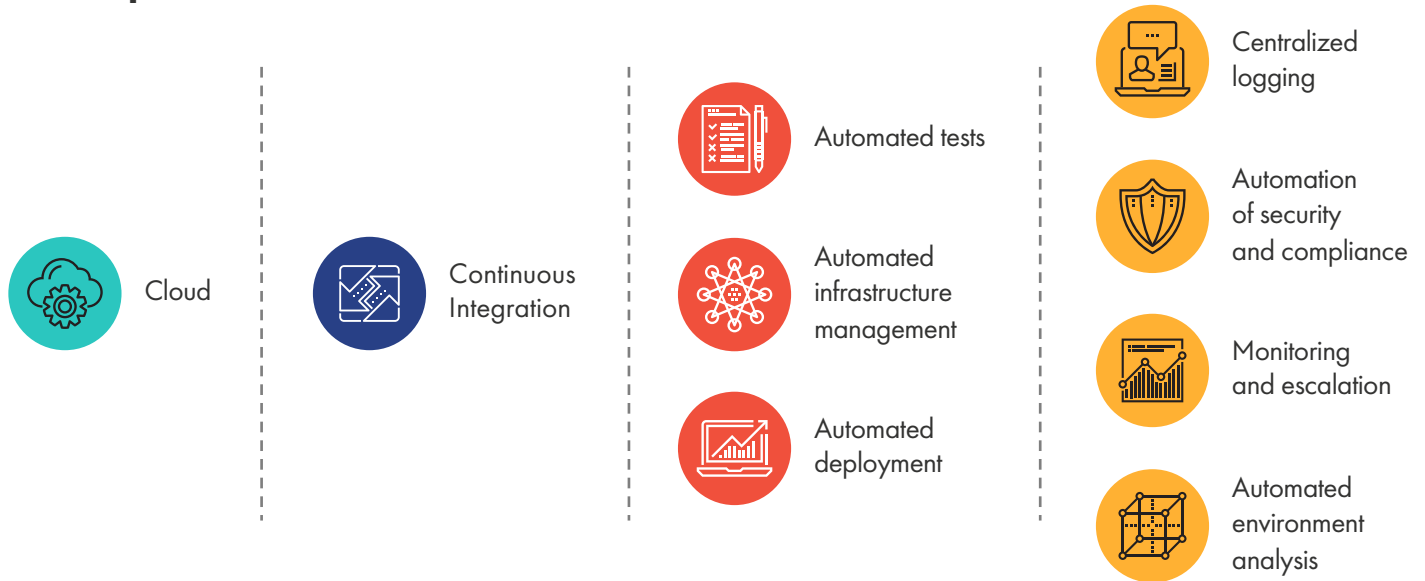 Cloud
Continuous
Integration
Automated tests
Automated
infrastructure
management
Automated
deployment
Centralized
logging
Automation
of security
and compliance
Monitoring
and escalation
Automated
environment
analysis